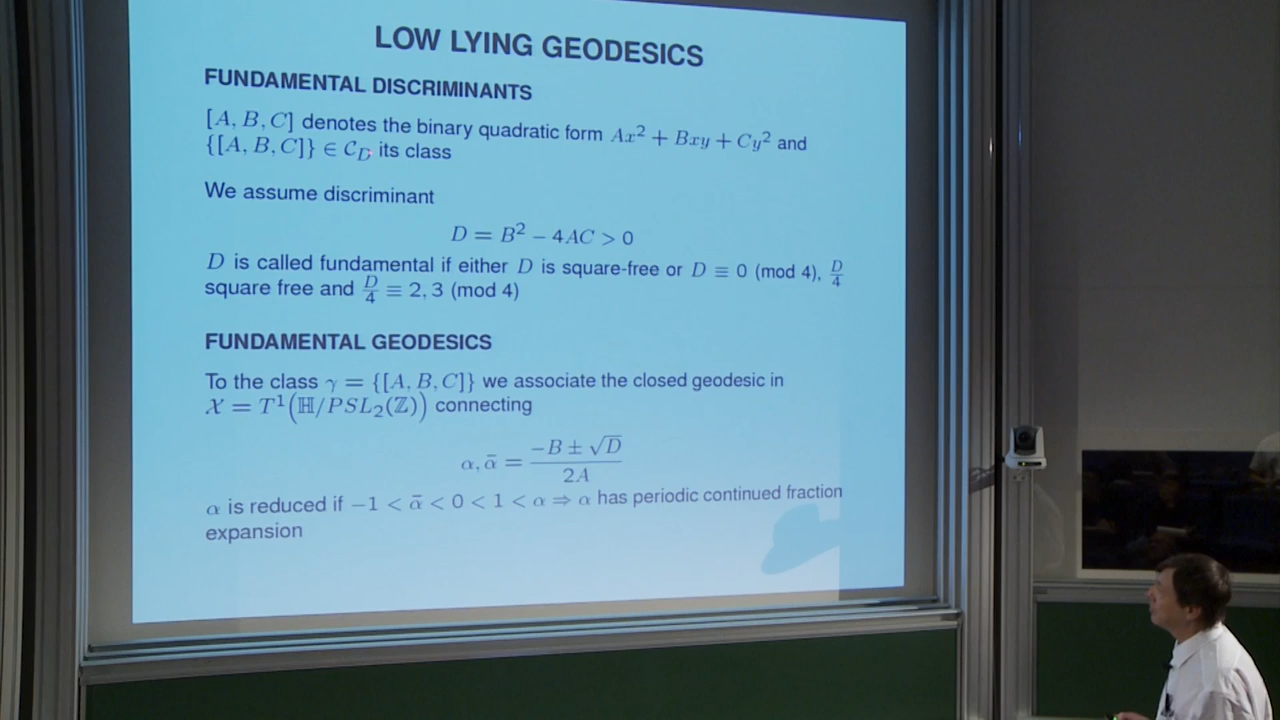 LOW LYING GEODESICS
FUNDAMENTAL DISCRIMINANTS
[A, B, C] denotes the binary quadratic form Ax² + Bxy + Cy² and
{[A, B, C]} ∈ C_D its class
We assume discriminant
D = B² − 4AC > 0
D is called fundamental if either D is square-free or D ≡ 0 (mod 4), D/4
square free and D/4 ≡ 2, 3 (mod 4)
FUNDAMENTAL GEODESICS
To the class γ = {[A, B, C]} we associate the closed geodesic in
X = T¹(ℍ/PSL₂(ℤ)) connecting
α, ᾱ = (−B ± √D)/(2A)
α is reduced if −1 < ᾱ < 0 < 1 < α ⇒ α has periodic continued fraction
expansion